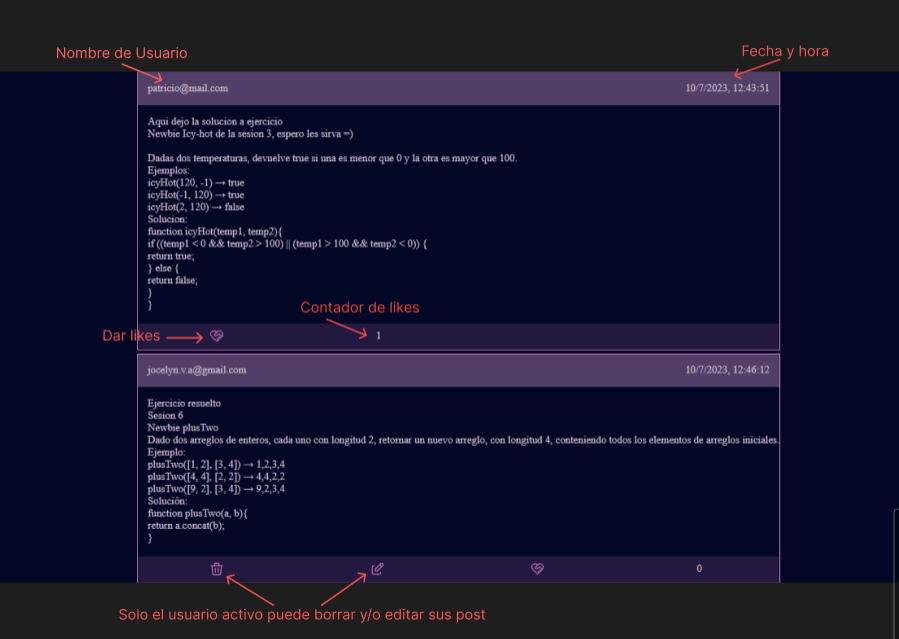 Nombre de Usuario
Fecha y hora
patricio@mail.com
10/7/2023, 12:43:51
Aqui dejo la solucion a ejercicio
Newbie Icy-hot de la sesion 3, espero les sirva =)
Dadas dos temperaturas, devuelve true si una es menor que 0 y la otra es mayor que 100.
Ejemplos:
icyHot(120, -1) → true
icyHot(-1, 120) → true
icyHot(2, 120) → false
Solucion:
function icyHot(temp1, temp2){
if ((temp1 < 0 && temp2 > 100) || (temp1 > 100 && temp2 < 0)) {
return true;
} else {
return false;
}
}
Contador de likes
Dar likes
1
jocelyn.v.a@gmail.com
10/7/2023, 12:46:12
Ejercicio resuelto
Sesion 6
Newbie plusTwo
Dado dos arreglos de enteros, cada uno con longitud 2, retornar un nuevo arreglo, con longitud 4, conteniendo todos los elementos de arreglos iniciales.
Ejemplo:
plusTwo([1, 2], [3, 4]) → 1,2,3,4
plusTwo([4, 4], [2, 2]) → 4,4,2,2
plusTwo([9, 2], [3, 4]) → 9,2,3,4
Solución:
function plusTwo(a, b){
return a.concat(b);
}
0
Solo el usuario activo puede borrar y/o editar sus post